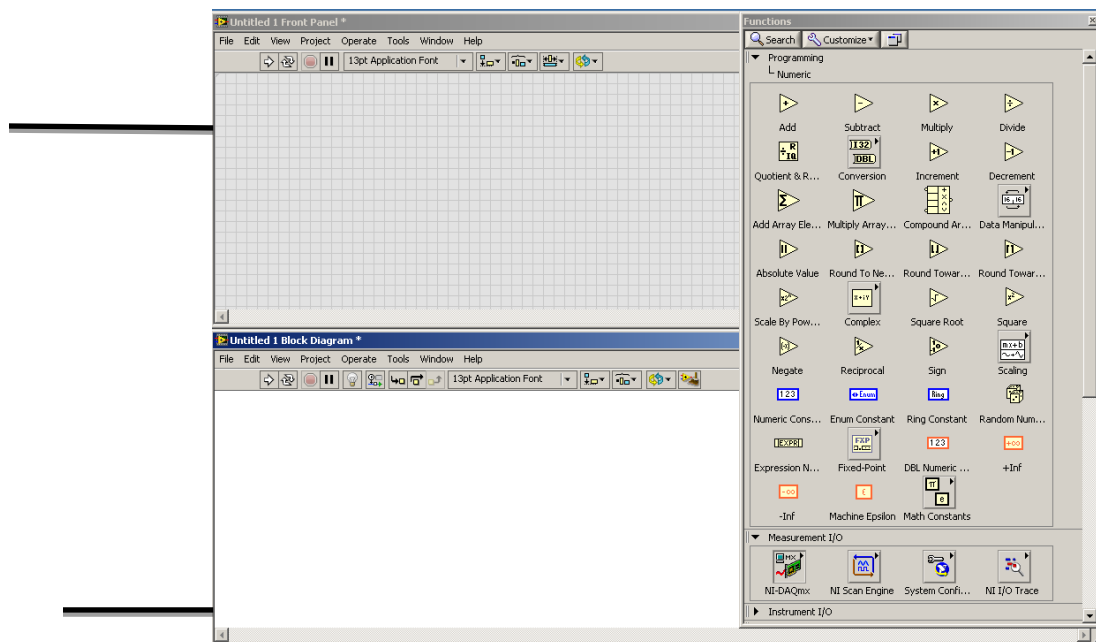 Untitled 1 Front Panel *
File Edit View Project Operate Tools Window Help
13pt Application Font
Untitled 1 Block Diagram *
File Edit View Project Operate Tools Window Help
13pt Application Font
Functions
Search Customize
Programming
Numeric
Add Subtract Multiply Divide
Quotient & R... Conversion Increment Decrement
Add Array Ele... Multiply Array... Compound Ar... Data Manipul...
Absolute Value Round To Ne... Round Towar... Round Towar...
Scale By Pow... Complex Square Root Square
Negate Reciprocal Sign Scaling
Numeric Cons... Enum Constant Ring Constant Random Num...
Expression N... Fixed-Point DBL Numeric ... +Inf
-Inf Machine Epsilon Math Constants
Measurement I/O
NI-DAQmx NI Scan Engine System Confi... NI I/O Trace
Instrument I/O